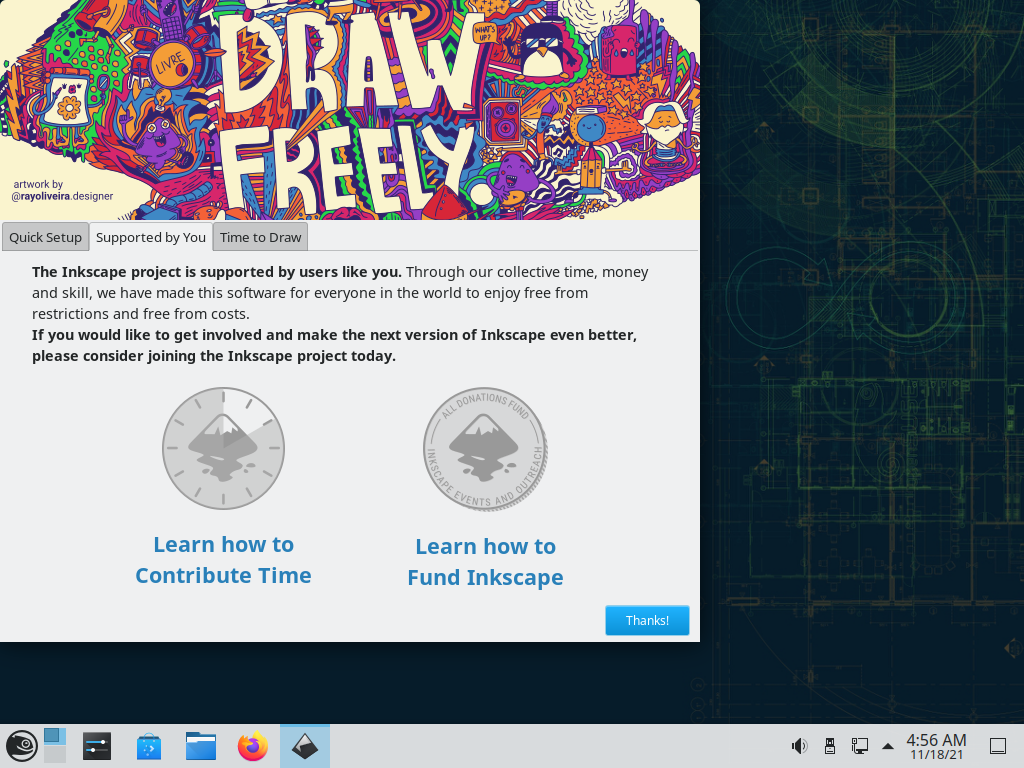 DRAW
WHAT'S UP?
LIVRE
FREELY
artwork by
@rayoliveira.designer
Quick Setup Supported by You Time to Draw
The Inkscape project is supported by users like you. Through our collective time, money
and skill, we have made this software for everyone in the world to enjoy free from
restrictions and free from costs.
If you would like to get involved and make the next version of Inkscape even better,
please consider joining the Inkscape project today.
ALL DONATIONS FUND
INKSCAPE EVENTS AND OUTREACH
Learn how to
Contribute Time
Learn how to
Fund Inkscape
Thanks!
4:56 AM
11/18/21